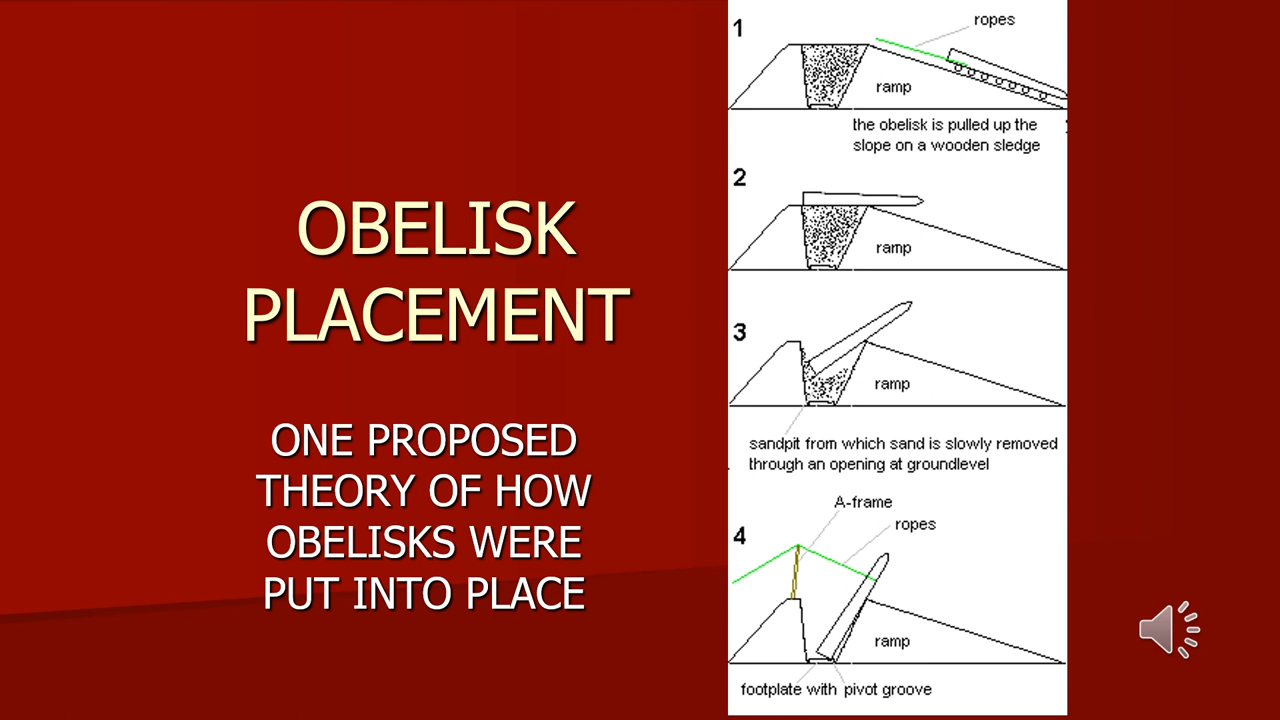 OBELISK
PLACEMENT
ONE PROPOSED
THEORY OF HOW
OBELISKS WERE
PUT INTO PLACE
1
ropes
ramp
the obelisk is pulled up the
slope on a wooden sledge
2
ramp
3
ramp
sandpit from which sand is slowly removed
through an opening at groundlevel
4
A-frame
ropes
ramp
footplate with pivot groove